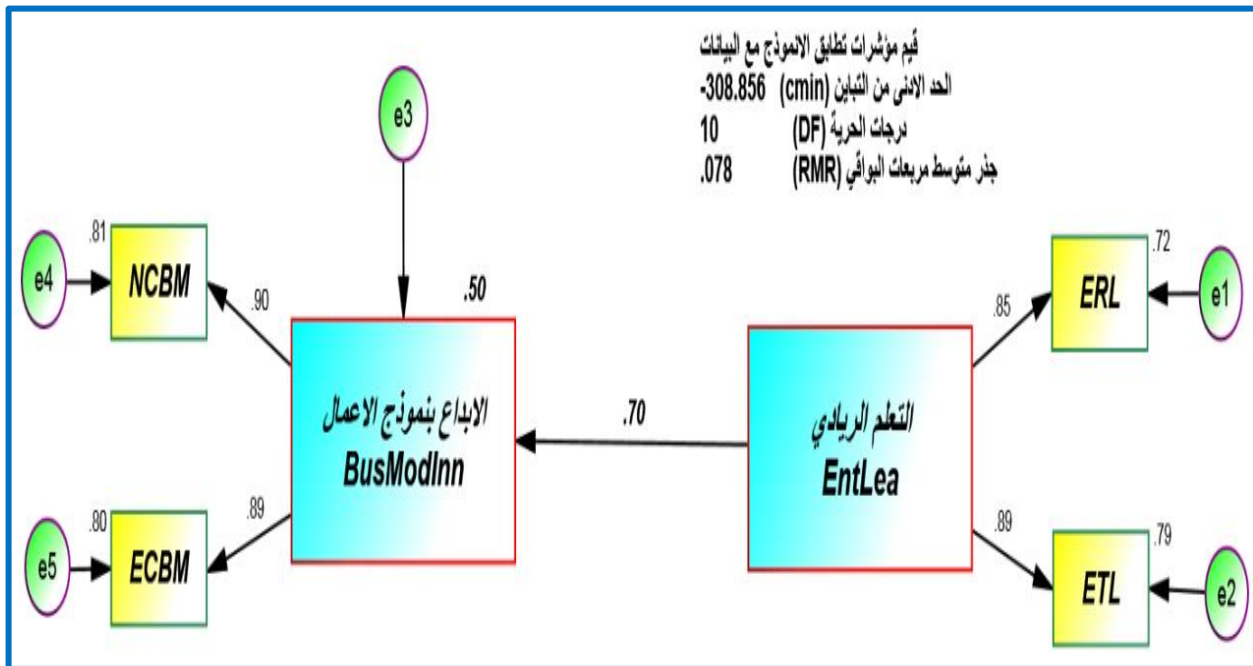 قيم مؤشرات تطابق الانموذج مع البيانات
الحد الادنى من التباين (cmin) -308.856
درجات الحرية (DF) 10
جذر متوسط مربعات البواقي (RMR) .078
e3
.81
e4
NCBM
.90
.50
.72
ERL
e1
.85
الابداع بنموذج الاعمال
BusModInn
.70
التعلم الريادي
EntLea
.80
e5
ECBM
.89
.89
.79
ETL
e2